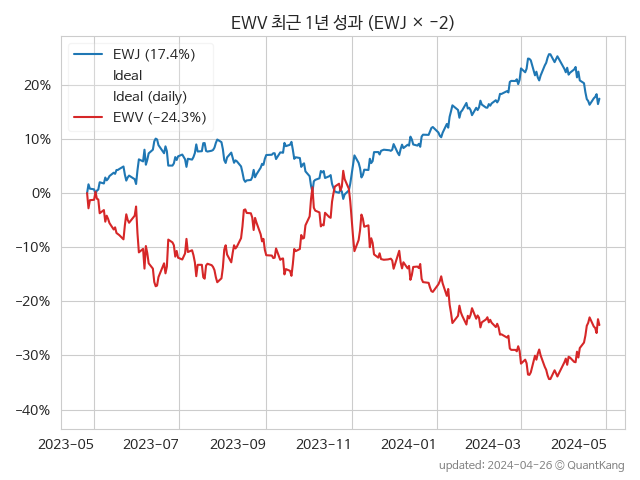 EWV 최근 1년 성과 (EWJ × −2)
EWJ (17.4%)
Ideal
Ideal (daily)
EWV (−24.3%)
20%
10%
0%
−10%
−20%
−30%
−40%
2023-05 2023-07 2023-09 2023-11 2024-01 2024-03 2024-05
updated: 2024-04-26 © QuantKang